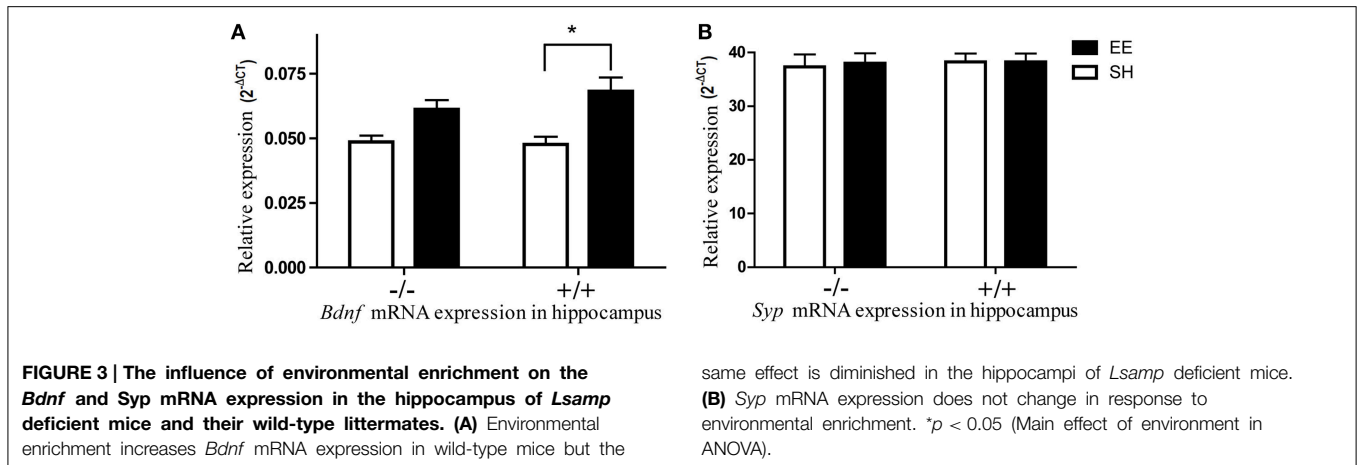 A
*
Relative expression (2^-ΔCT)
0.075
0.050
0.025
0.000
-/-
+/+
Bdnf mRNA expression in hippocampus
B
Relative expression (2^-ΔCT)
40
30
20
10
0
-/-
+/+
Syp mRNA expression in hippocampus
EE
SH
FIGURE 3 | The influence of environmental enrichment on the
Bdnf and Syp mRNA expression in the hippocampus of Lsamp
deficient mice and their wild-type littermates. (A) Environmental
enrichment increases Bdnf mRNA expression in wild-type mice but the
same effect is diminished in the hippocampi of Lsamp deficient mice.
(B) Syp mRNA expression does not change in response to
environmental enrichment. *p < 0.05 (Main effect of environment in
ANOVA).